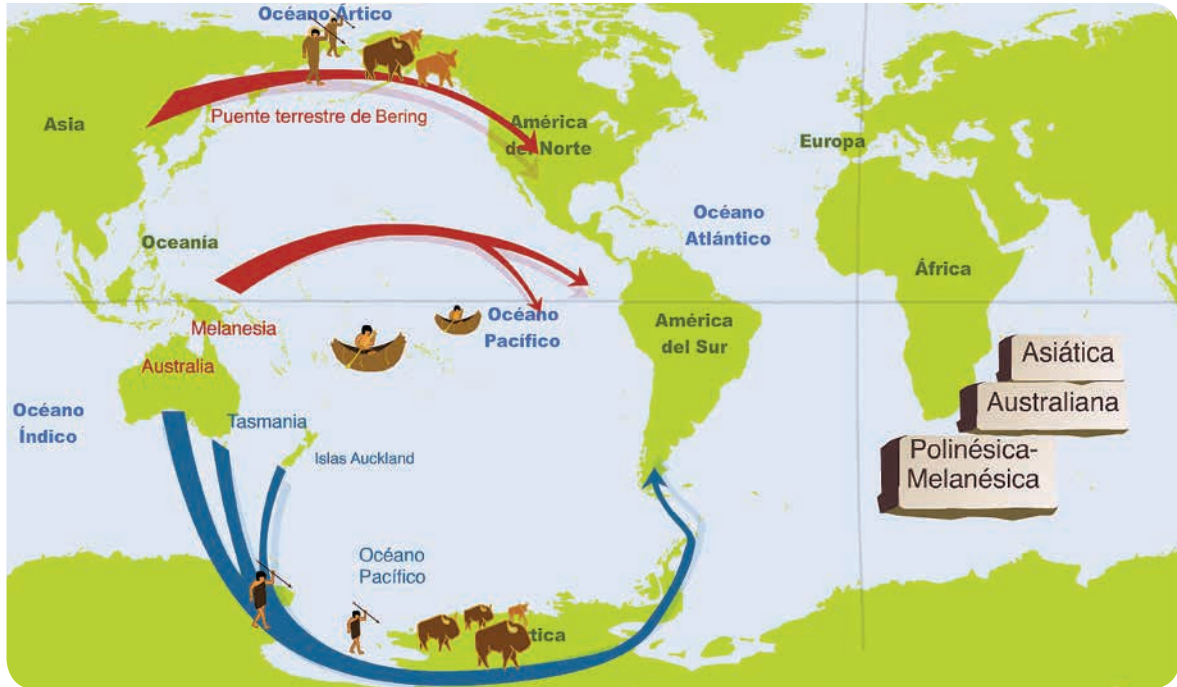 Océano Ártico
Asia
Puente terrestre de Bering
América
del Norte
Europa
Océano
Atlántico
Oceanía
África
Melanesia
Océano
Pacífico
América
del Sur
Australia
Asiática
Australiana
Océano
Índico
Tasmania
Islas Auckland
Polinésica-
Melanésica
Océano
Pacífico
tica